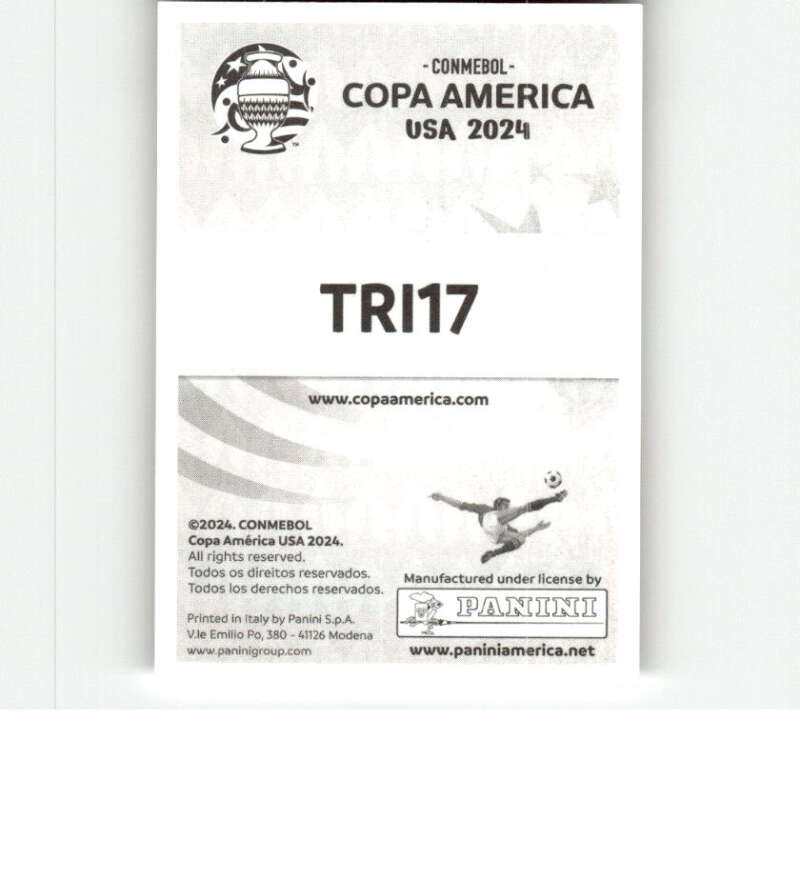 - CONMEBOL -
COPA AMERICA
USA 2024
TM
TRI17
www.copaamerica.com
©2024. CONMEBOL
Copa América USA 2024.
All rights reserved.
Todos os direitos reservados.
Todos los derechos reservados.
Printed in Italy by Panini S.p.A.
V.le Emilio Po, 380 - 41126 Modena
www.paninigroup.com
Manufactured under license by
PANINI
www.paniniamerica.net